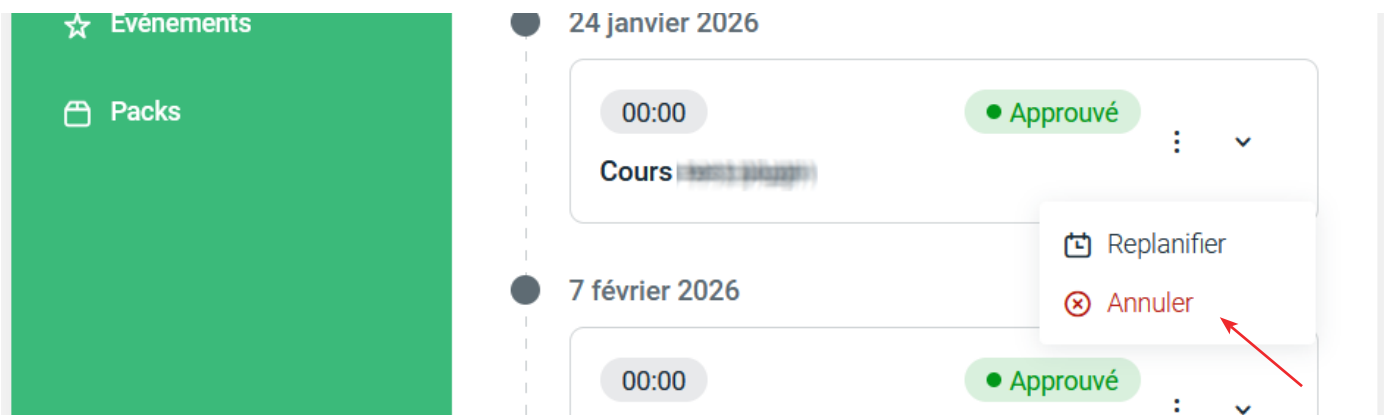 Événements
Packs
24 janvier 2026
00:00
Approuvé
Cours
Replanifier
Annuler
7 février 2026
00:00
Approuvé